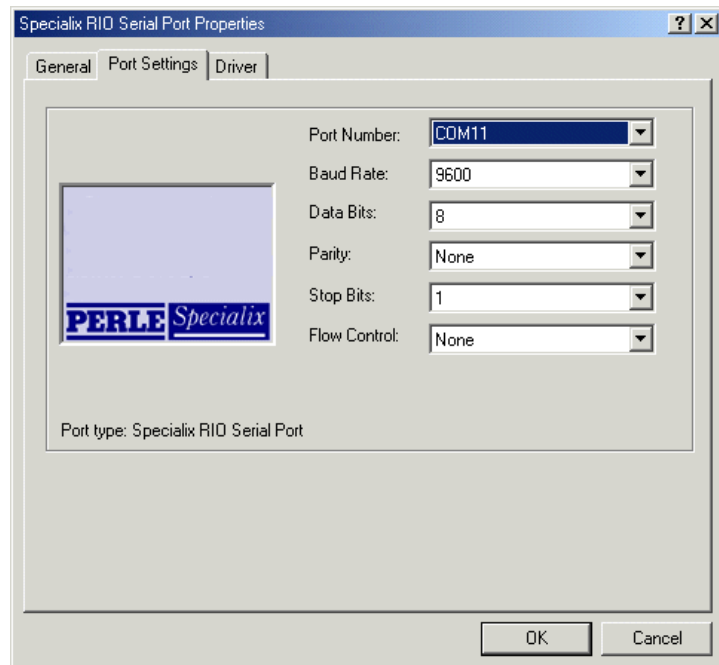 Specialix RIO Serial Port Properties
General Port Settings Driver
Port Number: COM11
Baud Rate: 9600
Data Bits: 8
Parity: None
Stop Bits: 1
Flow Control: None
PERLE Specialix
Port type: Specialix RIO Serial Port
OK Cancel